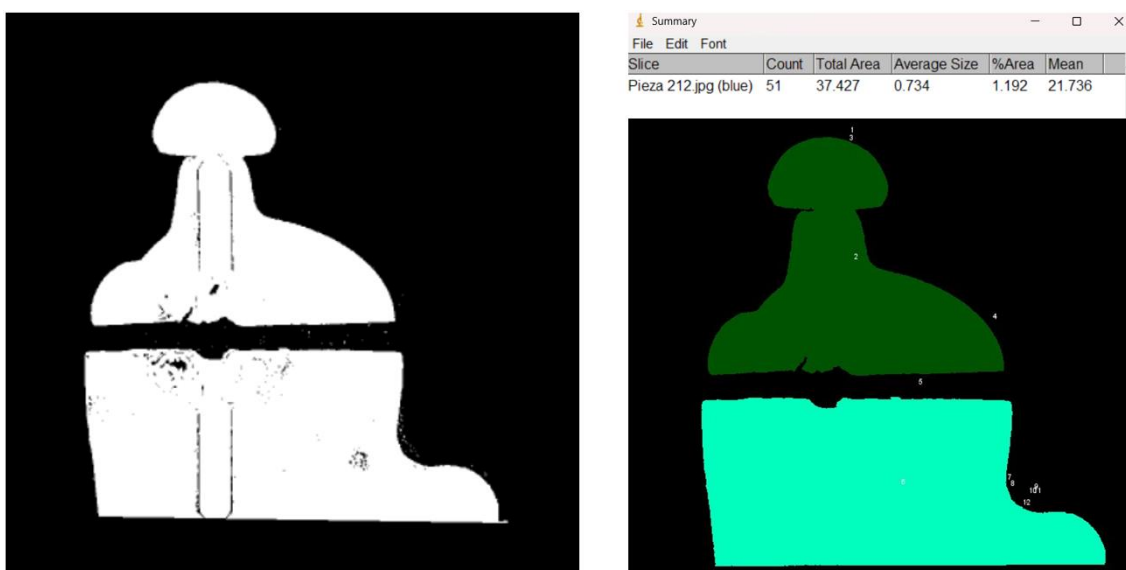 Summary
File Edit Font
Slice Count Total Area Average Size %Area Mean
Pieza 212.jpg (blue) 51 37.427 0.734 1.192 21.736
1
3
2
4
5
6
7
8
9
12